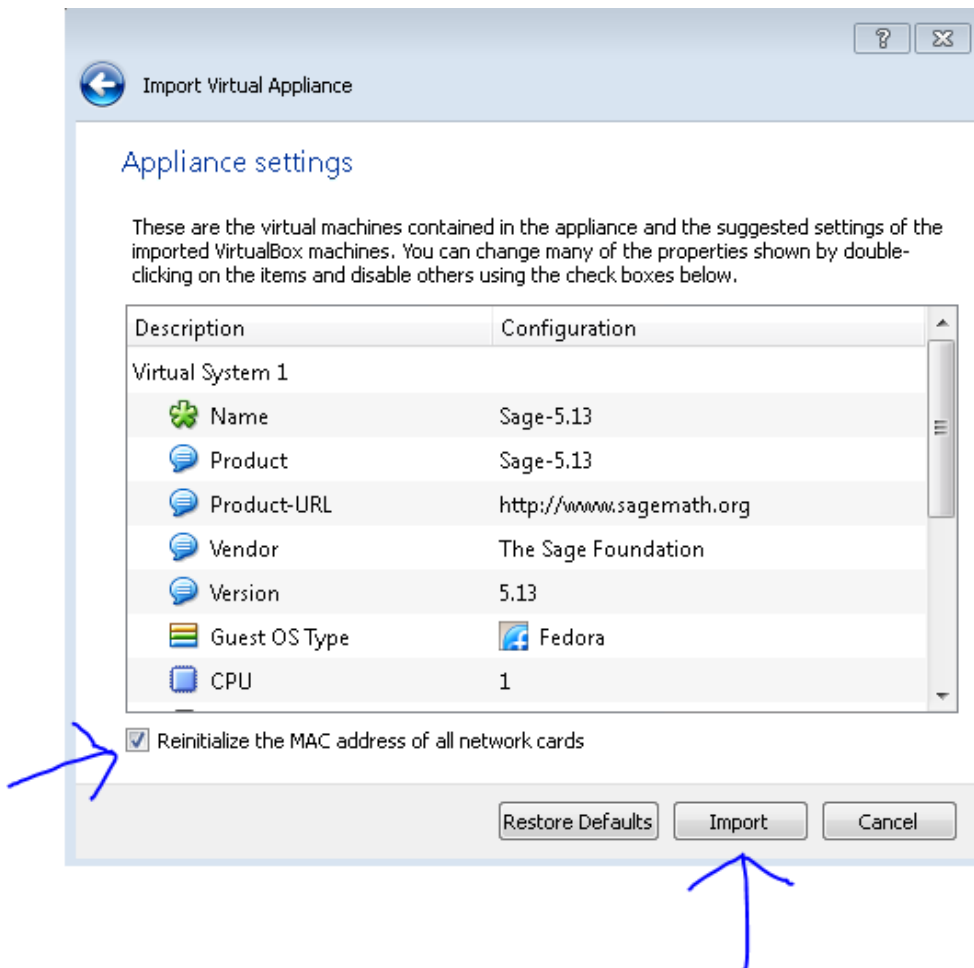 Import Virtual Appliance
Appliance settings
These are the virtual machines contained in the appliance and the suggested settings of the
imported VirtualBox machines. You can change many of the properties shown by double-
clicking on the items and disable others using the check boxes below.
Description Configuration
Virtual System 1
Name Sage-5.13
Product Sage-5.13
Product-URL http://www.sagemath.org
Vendor The Sage Foundation
Version 5.13
Guest OS Type Fedora
CPU 1
Reinitialize the MAC address of all network cards
Restore Defaults Import Cancel